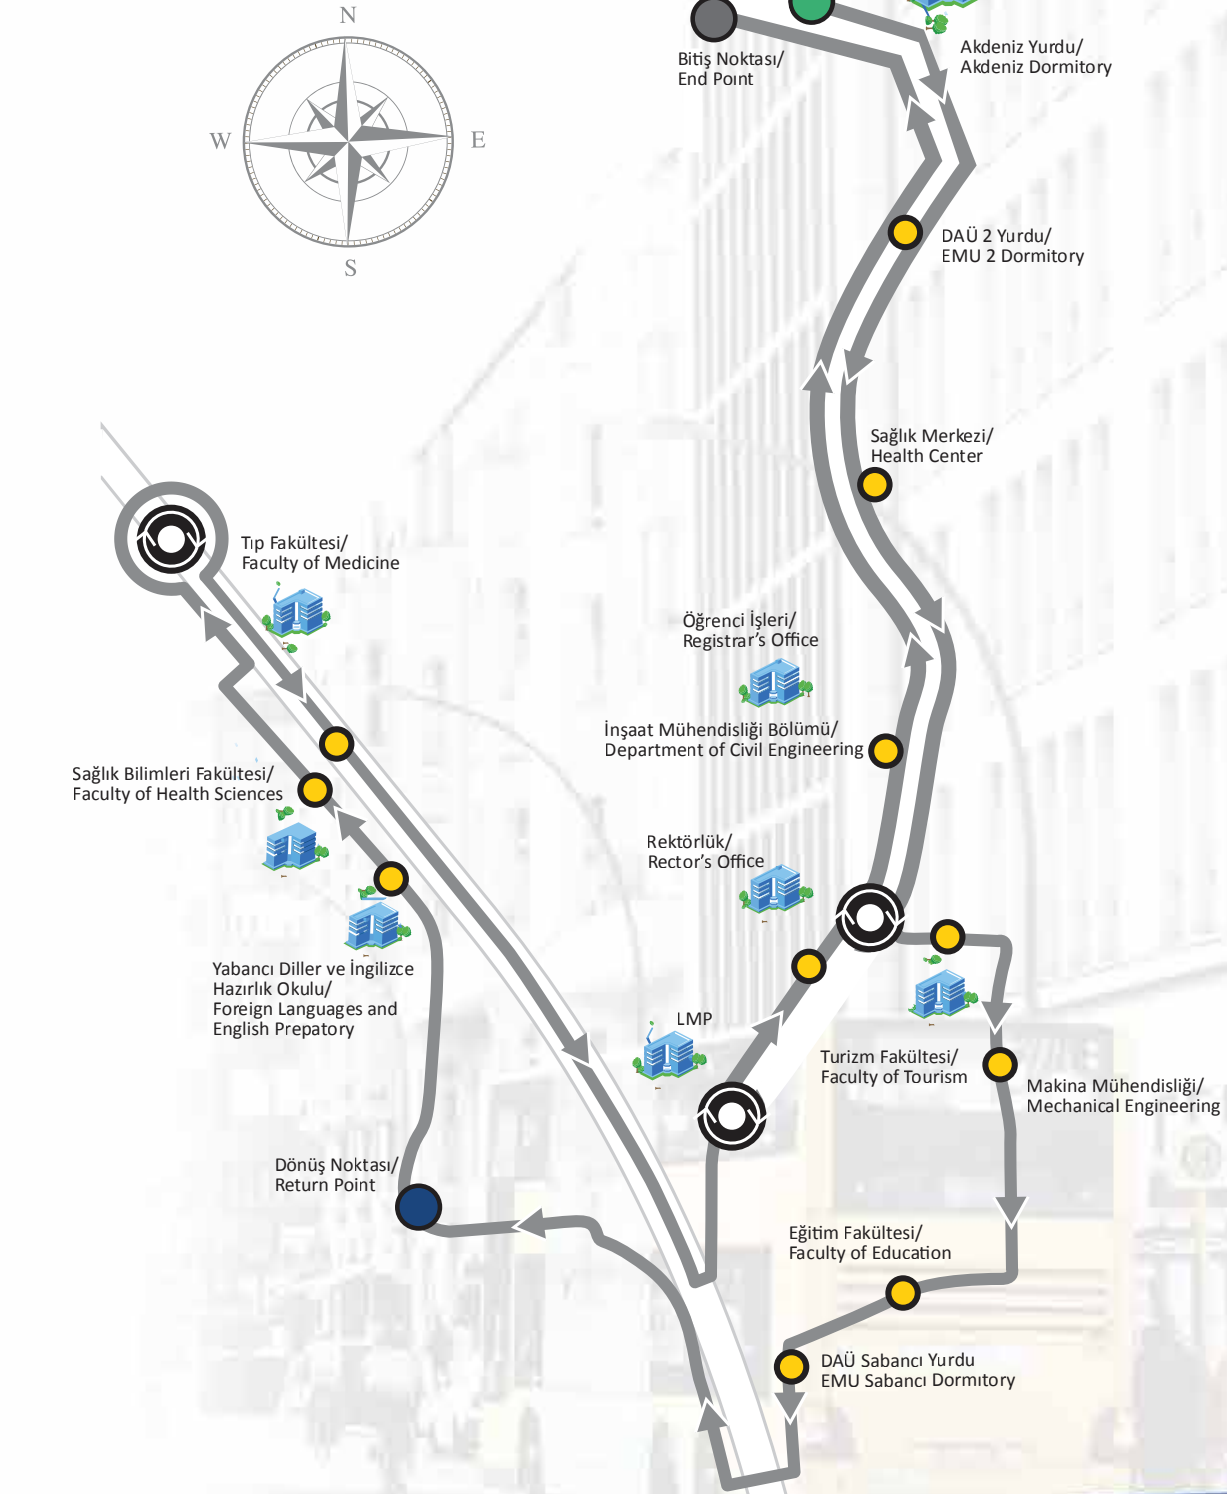 N
W
E
S
Bitiş Noktası/
End Poınt
Akdeniz Yurdu/
Akdeniz Dormitory
DAÜ 2 Yurdu/
EMU 2 Dormitory
Sağlık Merkezi/
Health Center
Tıp Fakültesi/
Faculty of Medicine
Öğrenci İşleri/
Registrar’s Office
İnşaat Mühendisliği Bölümü/
Department of Civil Engineering
Sağlık Bilimleri Fakültesi/
Faculty of Health Sciences
Rektörlük/
Rector’s Office
Yabancı Diller ve İngilizce
Hazırlık Okulu/
Foreign Languages and
English Prepatory
LMP
Turizm Fakültesi/
Faculty of Tourism
Makina Mühendisliği/
Mechanical Engineering
Dönüş Noktası/
Return Point
Eğitim Fakültesi/
Faculty of Education
DAÜ Sabancı Yurdu
EMU Sabancı Dormıtory